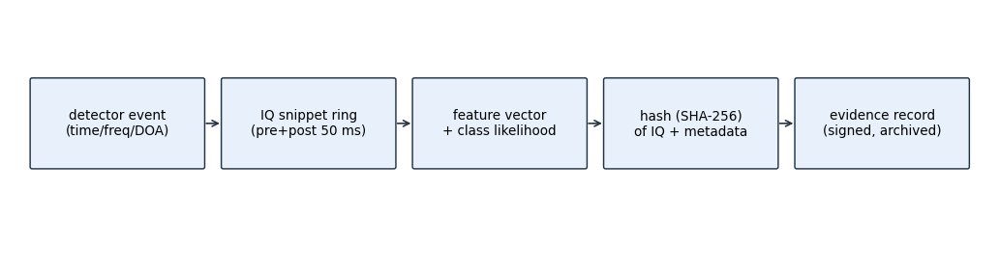 detector event
(time/freq/DOA)
IQ snippet ring
(pre+post 50 ms)
feature vector
+ class likelihood
hash (SHA-256)
of IQ + metadata
evidence record
(signed, archived)